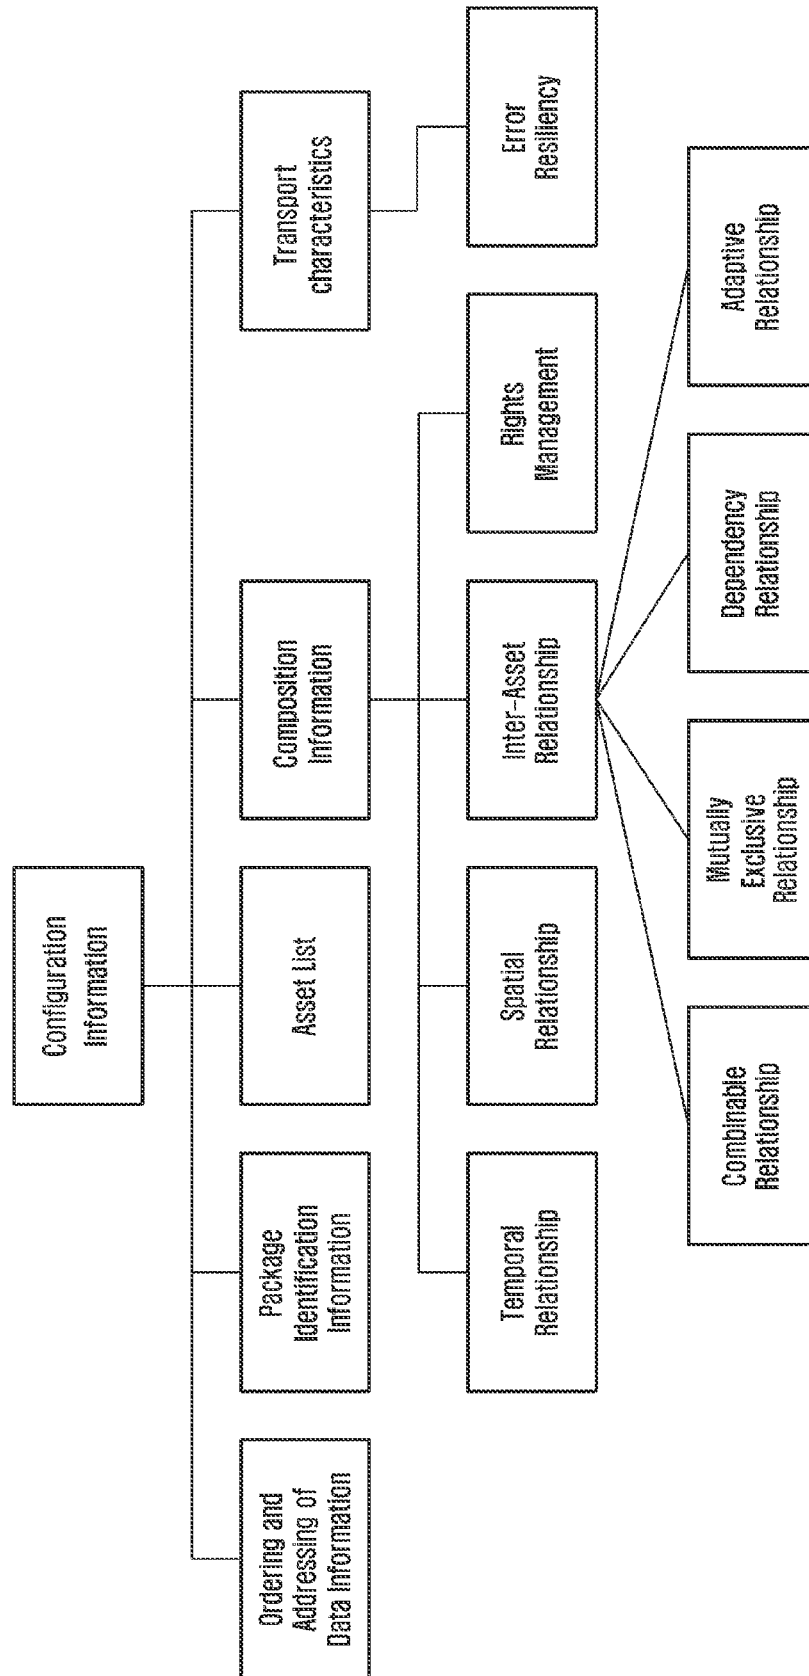 Configuration
Information
Ordering and
Addressing of
Data Information
Package
Identification
Information
Asset List
Composition
Information
Transport
characteristics
Temporal
Relationship
Spatial
Relationship
Inter-Asset
Relationship
Rights
Management
Error
Resiliency
Combinable
Relationship
Mutually
Exclusive
Relationship
Dependency
Relationship
Adaptive
Relationship